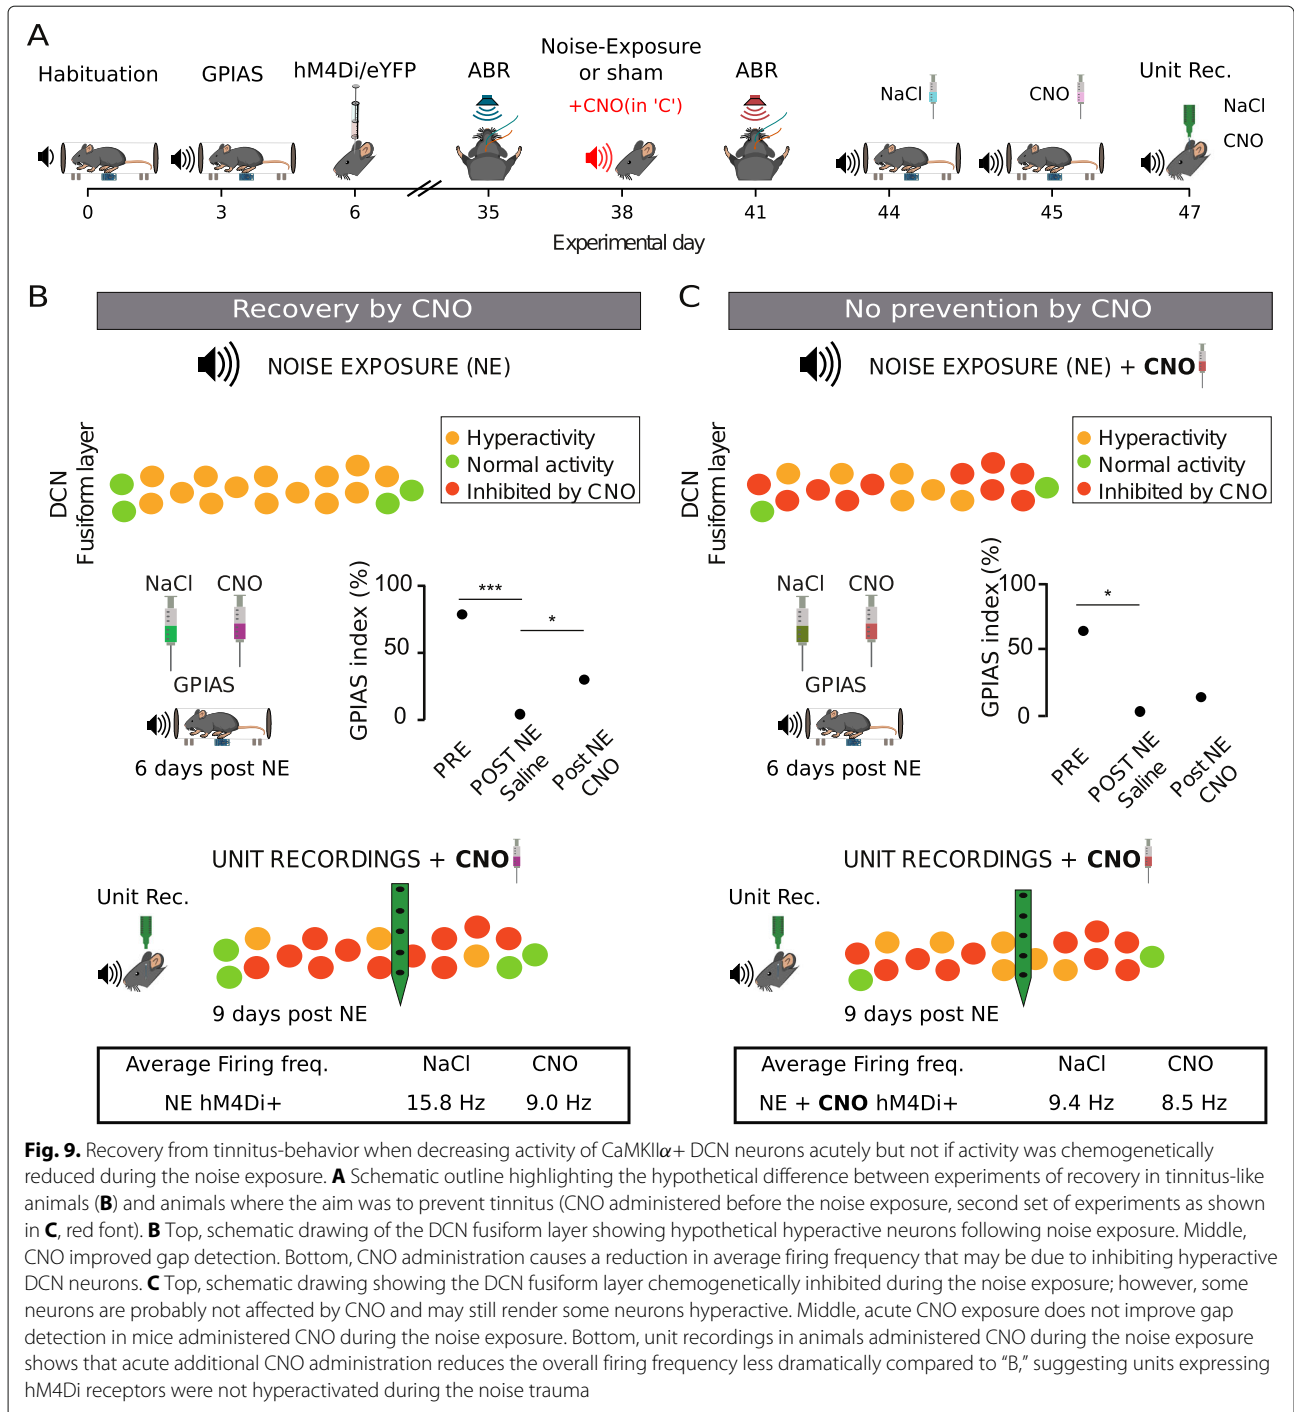 A
Habituation
GPIAS
hM4Di/eYFP
ABR
Noise-Exposure
or sham
+CNO(in 'C')
ABR
NaCl
CNO
Unit Rec.
NaCl
CNO
0 3 6 35 38 41 44 45 47
Experimental day
B
Recovery by CNO
NOISE EXPOSURE (NE)
DCN
Fusiform layer
Hyperactivity
Normal activity
Inhibited by CNO
NaCl CNO
GPIAS
6 days post NE
GPIAS index (%)
100
50
0
***
*
PRE
POST NE
Saline
Post NE
CNO
UNIT RECORDINGS + CNO
Unit Rec.
9 days post NE
Average Firing freq. NaCl CNO
NE hM4Di+ 15.8 Hz 9.0 Hz
C
No prevention by CNO
NOISE EXPOSURE (NE) + CNO
DCN
Fusiform layer
Hyperactivity
Normal activity
Inhibited by CNO
NaCl CNO
GPIAS
6 days post NE
GPIAS index (%)
100
50
0
*
PRE
POST NE
Saline
Post NE
CNO
UNIT RECORDINGS + CNO
Unit Rec.
9 days post NE
Average Firing freq. NaCl CNO
NE + CNO hM4Di+ 9.4 Hz 8.5 Hz
Fig. 9. Recovery from tinnitus-behavior when decreasing activity of CaMKIIα+ DCN neurons acutely but not if activity was chemogenetically
reduced during the noise exposure. A Schematic outline highlighting the hypothetical difference between experiments of recovery in tinnitus-like
animals (B) and animals where the aim was to prevent tinnitus (CNO administered before the noise exposure, second set of experiments as shown
in C, red font). B Top, schematic drawing of the DCN fusiform layer showing hypothetical hyperactive neurons following noise exposure. Middle,
CNO improved gap detection. Bottom, CNO administration causes a reduction in average firing frequency that may be due to inhibiting hyperactive
DCN neurons. C Top, schematic drawing showing the DCN fusiform layer chemogenetically inhibited during the noise exposure; however, some
neurons are probably not affected by CNO and may still render some neurons hyperactive. Middle, acute CNO exposure does not improve gap
detection in mice administered CNO during the noise exposure. Bottom, unit recordings in animals administered CNO during the noise exposure
shows that acute additional CNO administration reduces the overall firing frequency less dramatically compared to “B,” suggesting units expressing
hM4Di receptors were not hyperactivated during the noise trauma